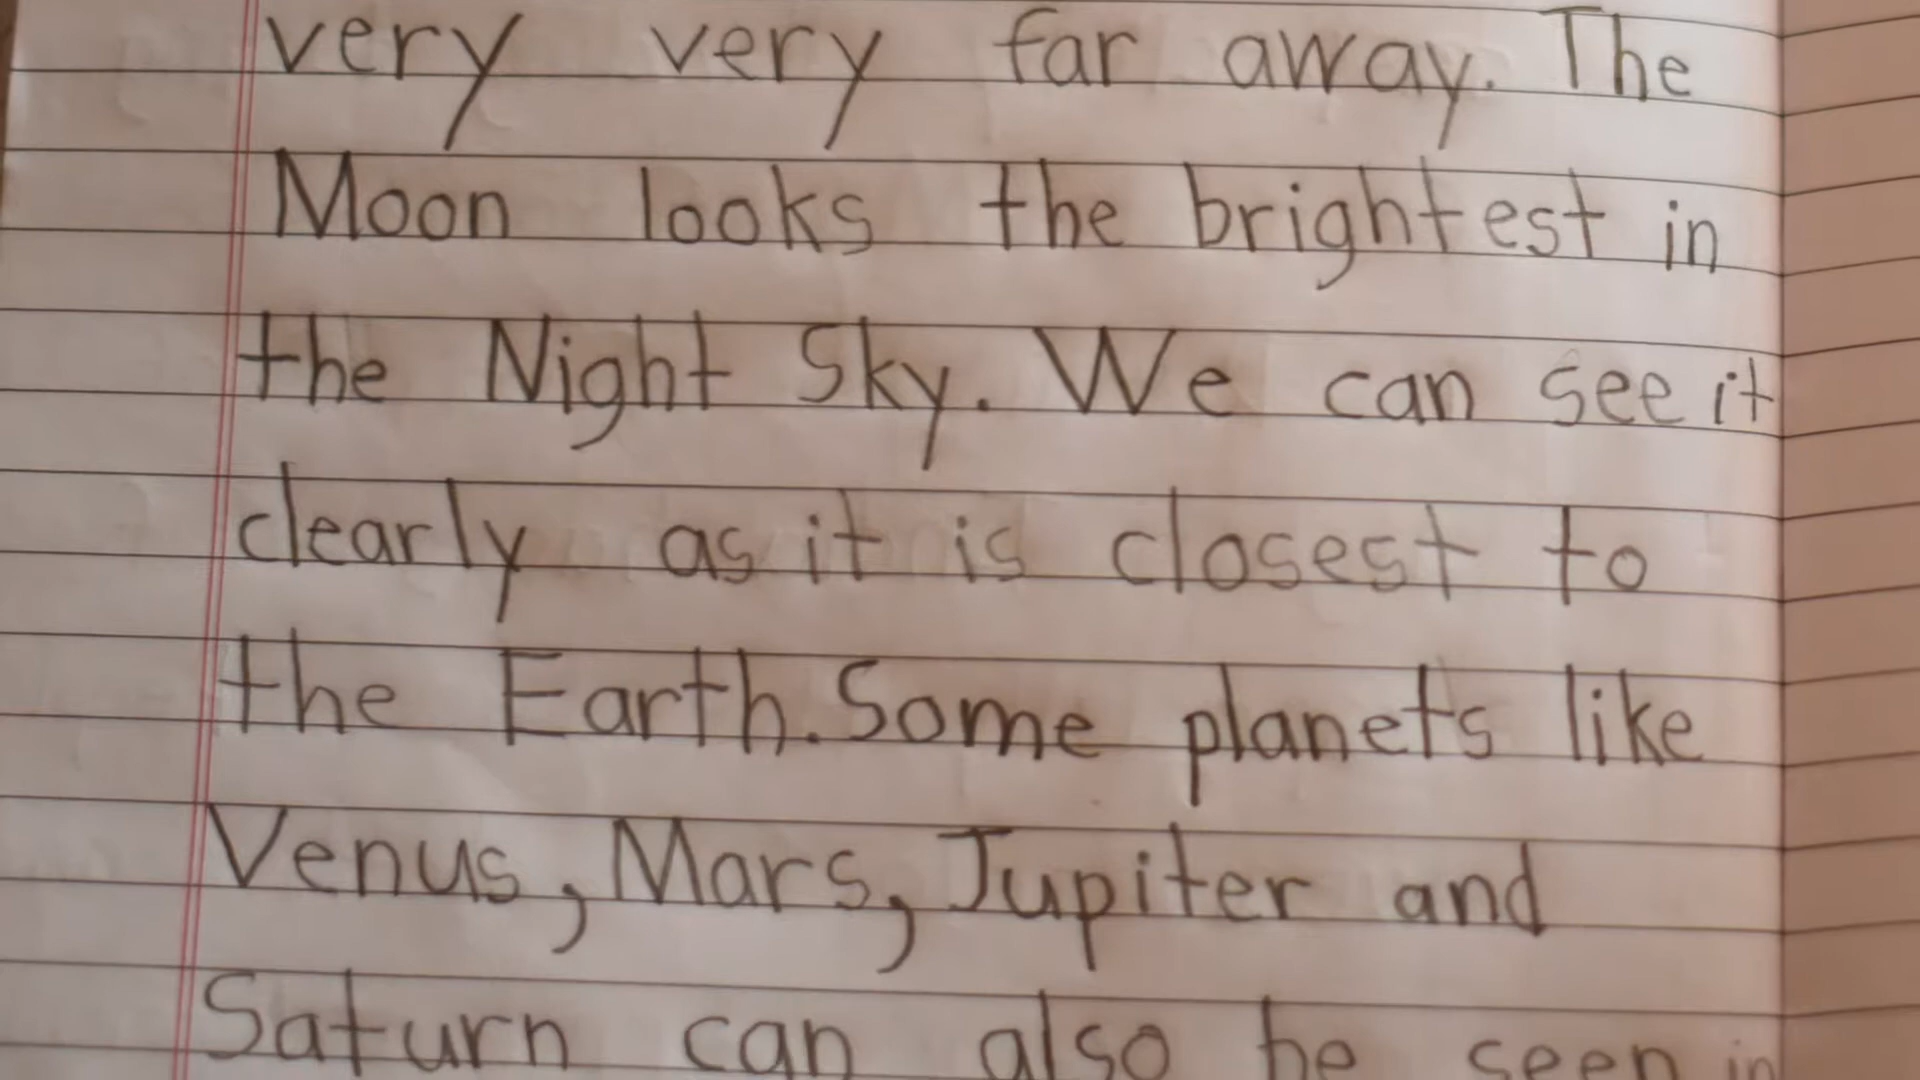 very very far away. The
Moon looks the brightest in
the Night Sky. We can see it
clearly as it is closest to
the Earth. Some planets like
Venus, Mars, Jupiter and
Saturn can also be seen in